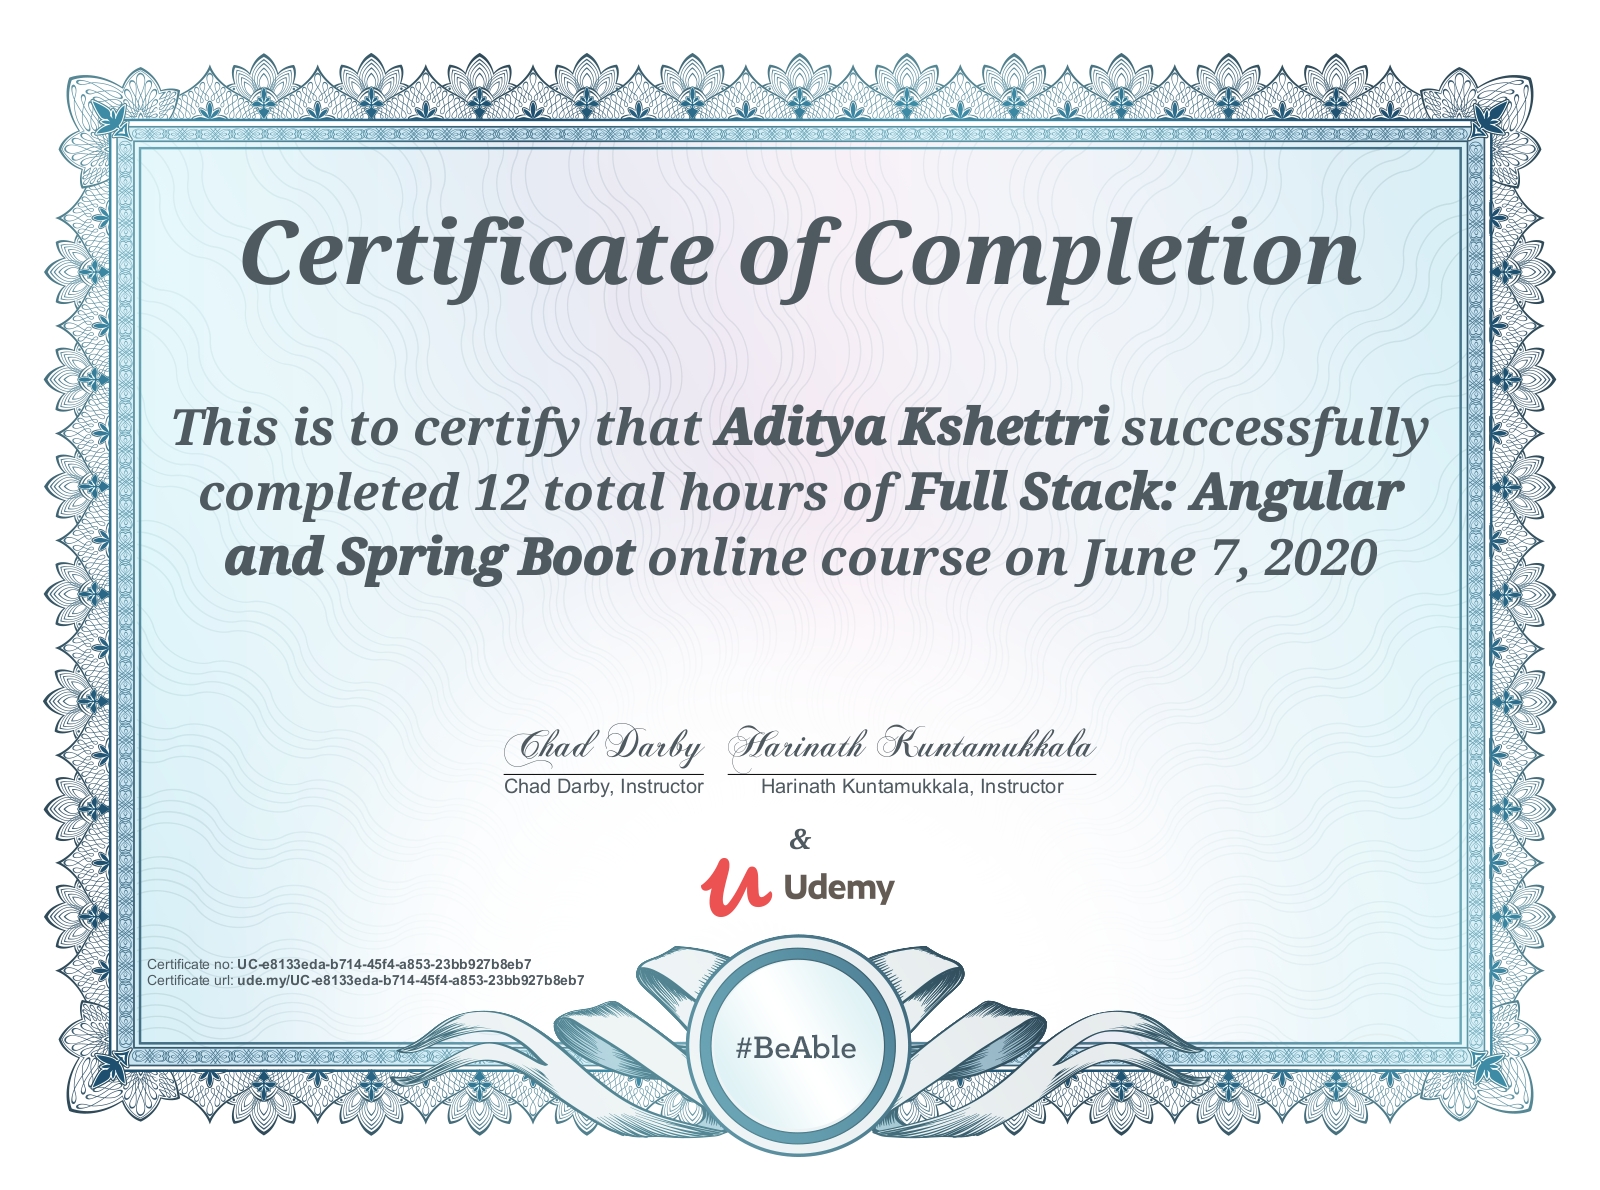 Certificate of Completion
This is to certify that Aditya Kshettri successfully
completed 12 total hours of Full Stack: Angular
and Spring Boot online course on June 7, 2020
Chad Darby Harinath Kuntamukkala
Chad Darby, Instructor Harinath Kuntamukkala, Instructor
&
Udemy
Certificate no: UC-e8133eda-b714-45f4-a853-23bb927b8eb7
Certificate url: ude.my/UC-e8133eda-b714-45f4-a853-23bb927b8eb7
#BeAble